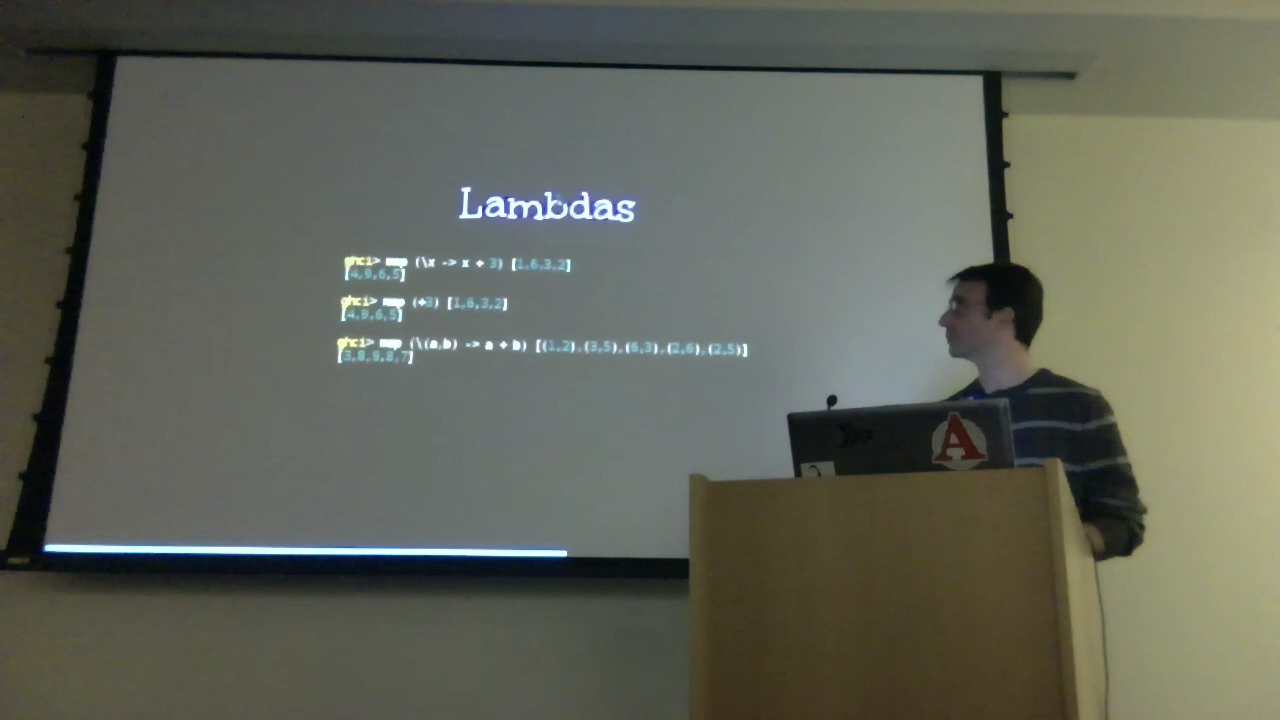 Lambdas
ghci> map (\x -> x + 3) [1,6,3,2]
[4,9,6,5]
ghci> map (+3) [1,6,3,2]
[4,9,6,5]
ghci> map (\(a,b) -> a + b) [(1,2),(3,5),(6,3),(2,6),(2,5)]
[3,8,9,8,7]
A